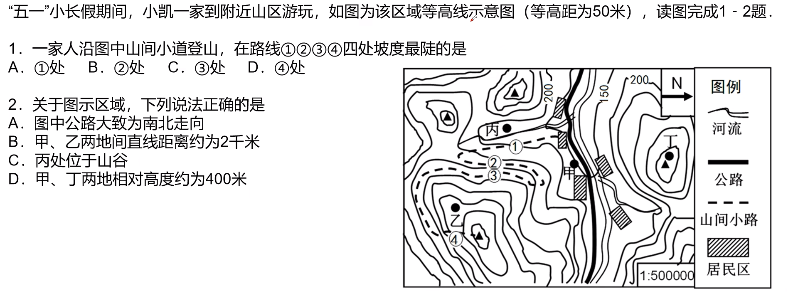 “五一”小长假期间，小凯一家到附近山区游玩，如图为该区域等高线示意图（等高距为50米），读图完成1－2题．
1．一家人沿图中山间小道登山，在路线①②③④四处坡度最陡的是
A．①处 B．②处 C．③处 D．④处
2．关于图示区域，下列说法正确的是
A．图中公路大致为南北走向
B．甲、乙两地间直线距离约为2千米
C．丙处位于山谷
D．甲、丁两地相对高度约为400米
200
150
200
N
丙
①
②
③
甲
丁
乙
④
1:500000
图例
河流
公路
山间小路
居民区